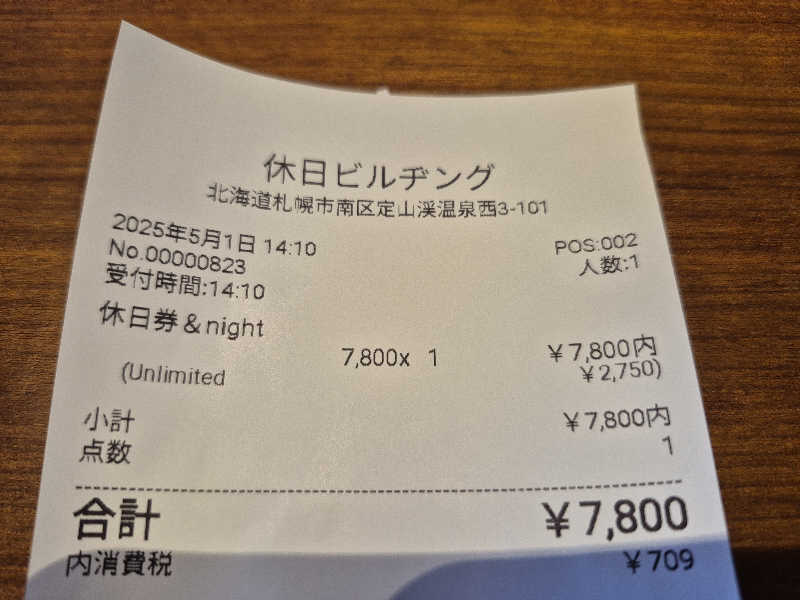 休日ビルヂング
北海道札幌市南区定山渓温泉西3-101
2025年5月1日 14:10
No.00000823 POS:002
受付時間:14:10 人数:1
休日券&night
7,800x 1 ¥7,800内
(Unlimited ¥2,750)
小計 ¥7,800内
点数 1
合計 ¥7,800
内消費税 ¥709